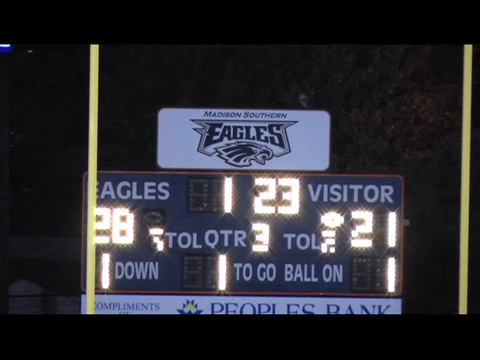 MADISON SOUTHERN
EAGLES
EAGLES 1 23 VISITOR
28 TOL QTR 3 TOL 21
1 DOWN 1 TO GO BALL ON 1
COMPLIMENTS
PEOPLES BANK